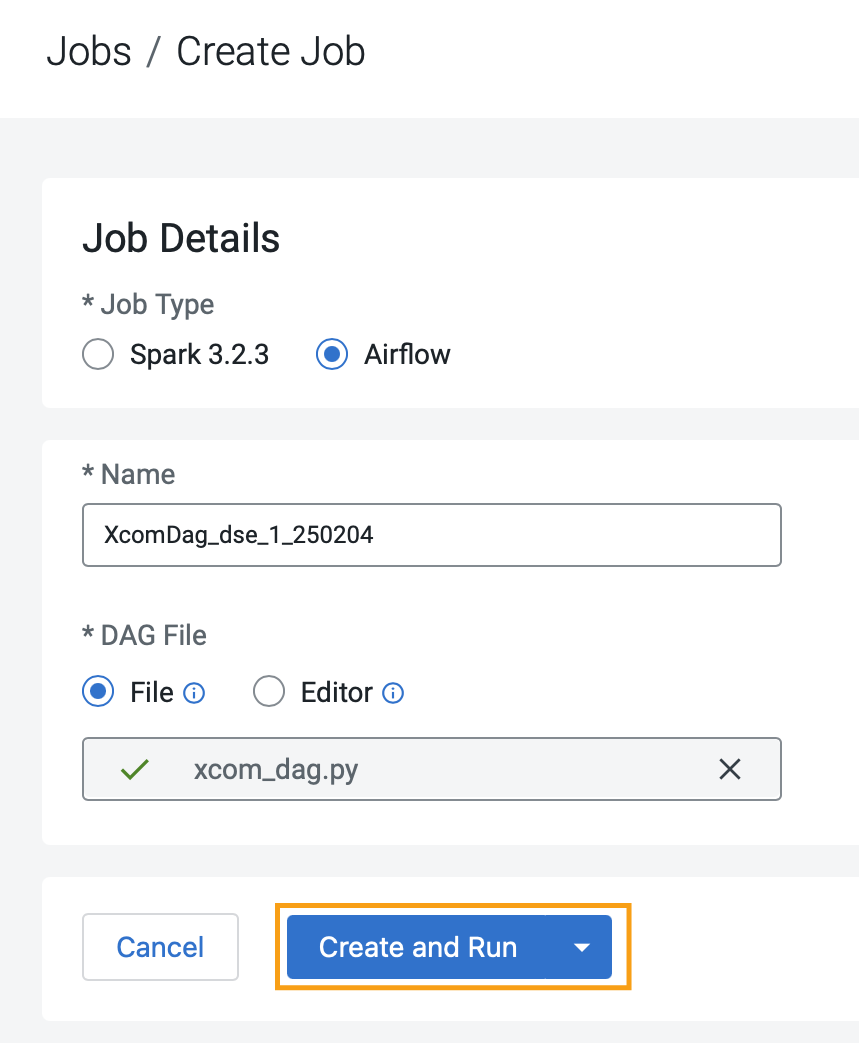 Jobs / Create Job
Job Details
* Job Type
Spark 3.2.3 Airflow
* Name
XcomDag_dse_1_250204
* DAG File
File Editor
xcom_dag.py
Cancel Create and Run